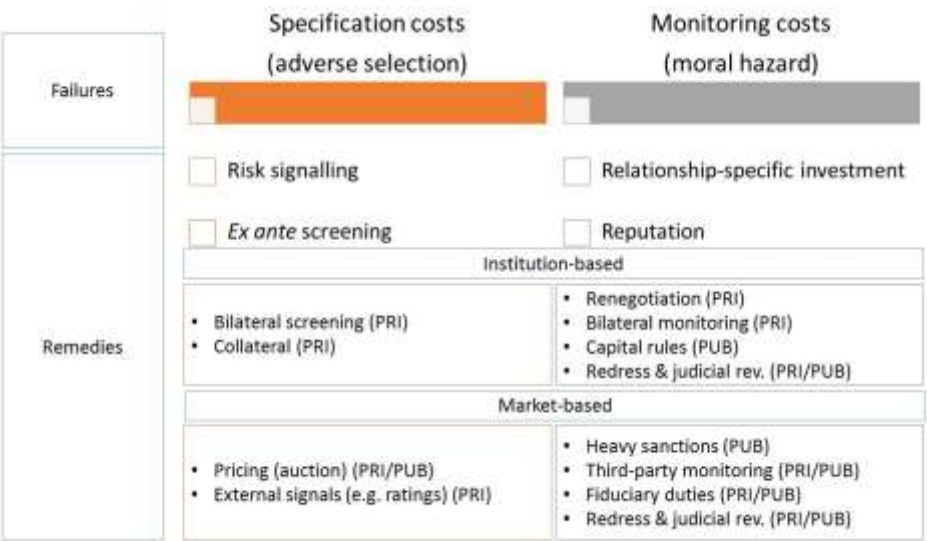 Specification costs
(adverse selection)
Monitoring costs
(moral hazard)
Failures
Risk signalling
Relationship-specific investment
Ex ante screening
Reputation
Remedies
Institution-based
• Bilateral screening (PRI)
• Collateral (PRI)
• Renegotiation (PRI)
• Bilateral monitoring (PRI)
• Capital rules (PUB)
• Redress & judicial rev. (PRI/PUB)
Market-based
• Pricing (auction) (PRI/PUB)
• External signals (e.g. ratings) (PRI)
• Heavy sanctions (PUB)
• Third-party monitoring (PRI/PUB)
• Fiduciary duties (PRI/PUB)
• Redress & judicial rev. (PRI/PUB)